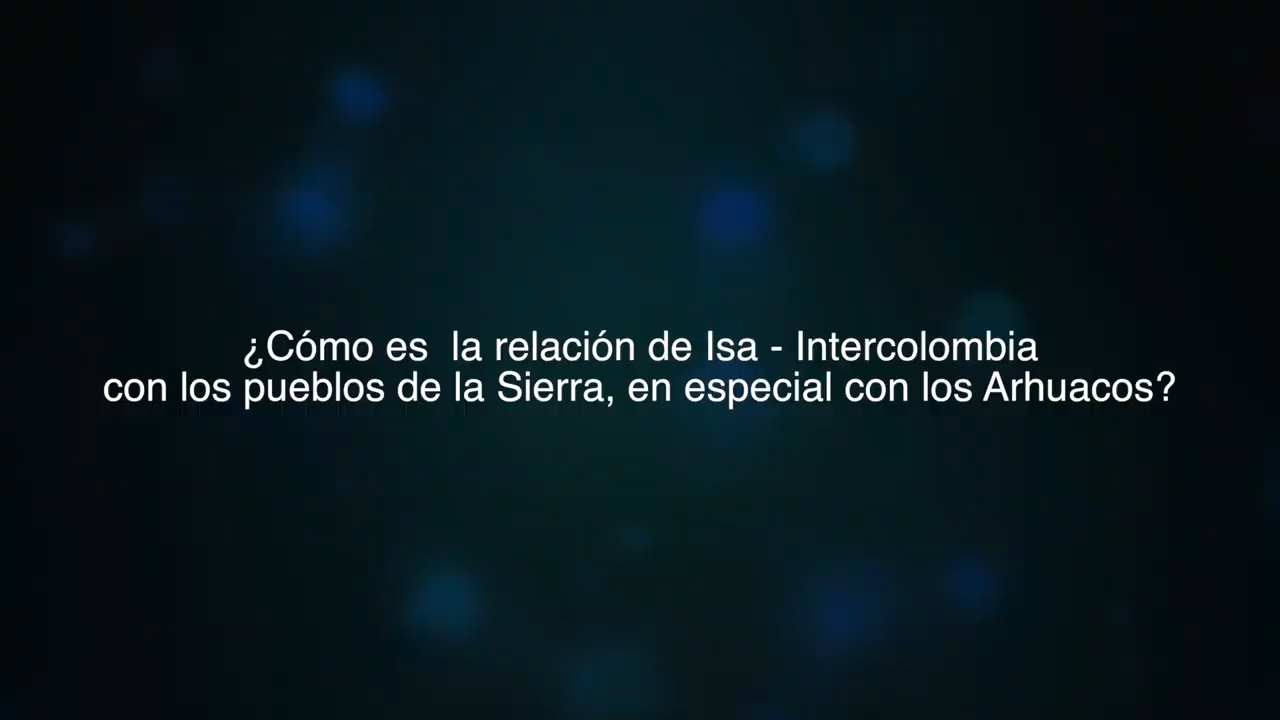 ¿Cómo es  la relación de Isa - Intercolombia
con los pueblos de la Sierra, en especial con los Arhuacos?